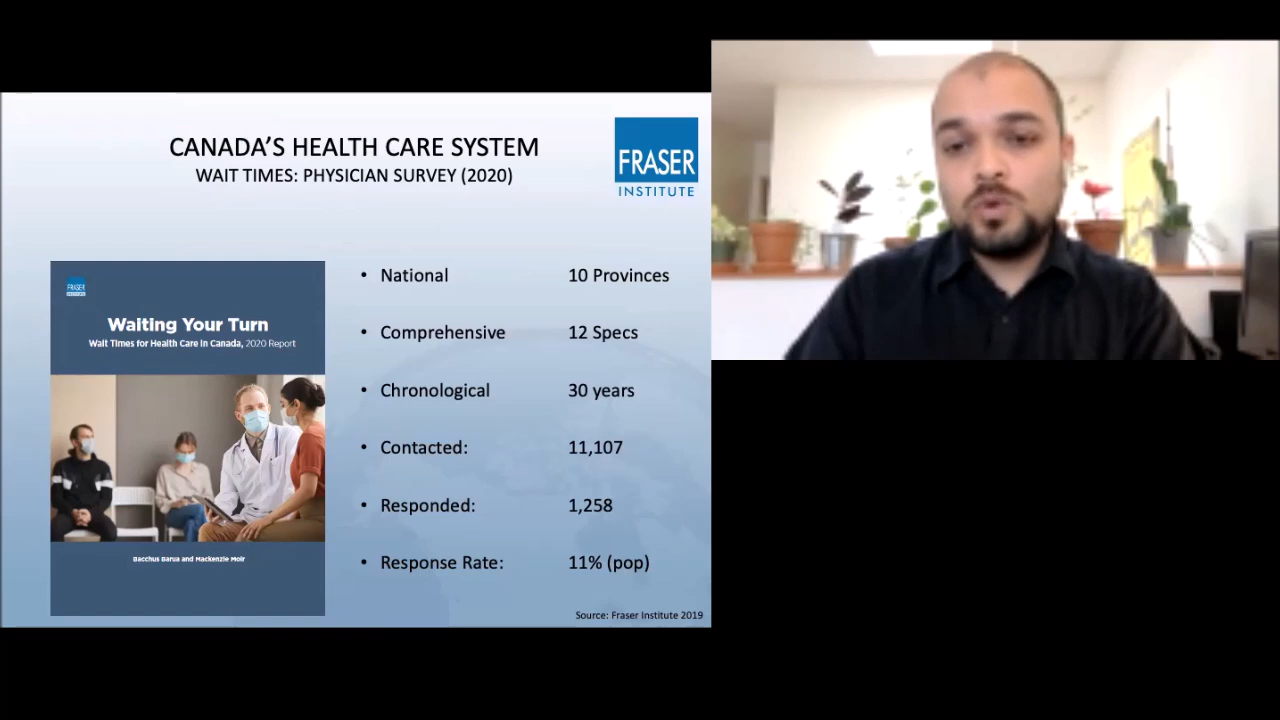 CANADA'S HEALTH CARE SYSTEM
WAIT TIMES: PHYSICIAN SURVEY (2020)
FRASER
INSTITUTE
FRASER
INSTITUTE
Waiting Your Turn
Wait Times for Health Care in Canada, 2020 Report
Bacchus Barua and Mackenzie Moir
• National 10 Provinces
• Comprehensive 12 Specs
• Chronological 30 years
• Contacted: 11,107
• Responded: 1,258
• Response Rate: 11% (pop)
Source: Fraser Institute 2019